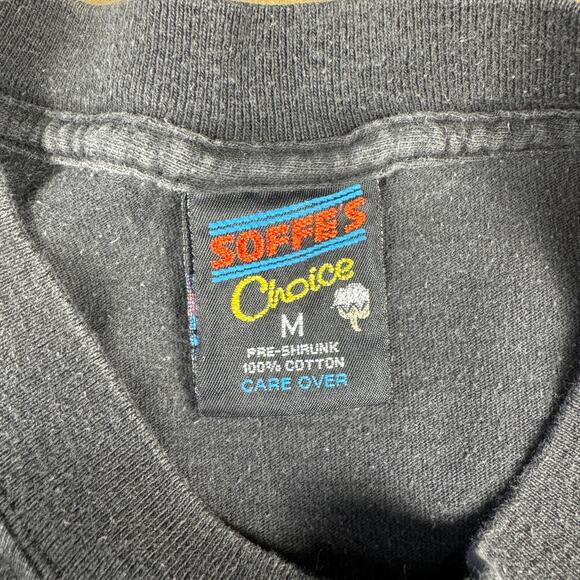 SOFFE'S
Choice
M
PRE-SHRUNK
100% COTTON
CARE OVER